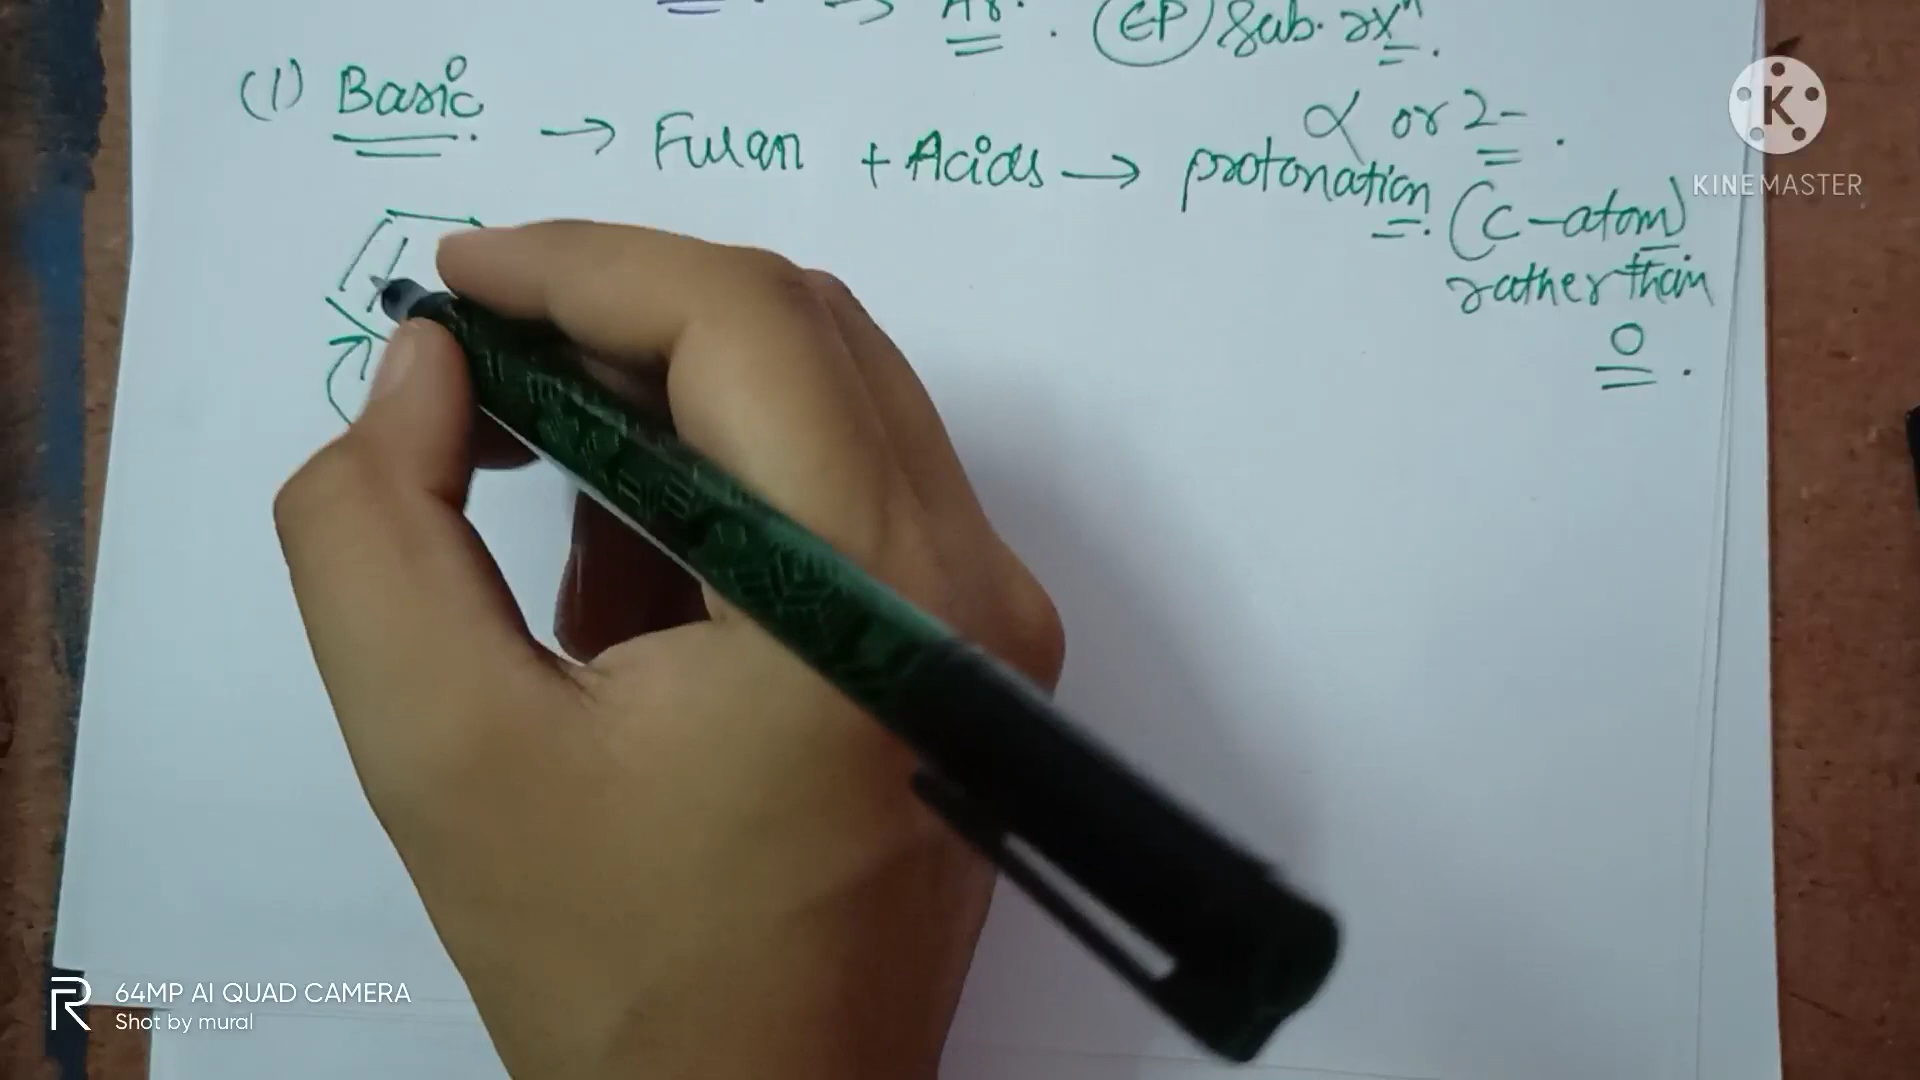 → Ar. (EP) Sub. rxⁿ.
(1) Basic
→ Furan + Acids → protonation
α or 2-.
(C-atom)
rather than
O.
K
KINEMASTER
64MP AI QUAD CAMERA
Shot by mural